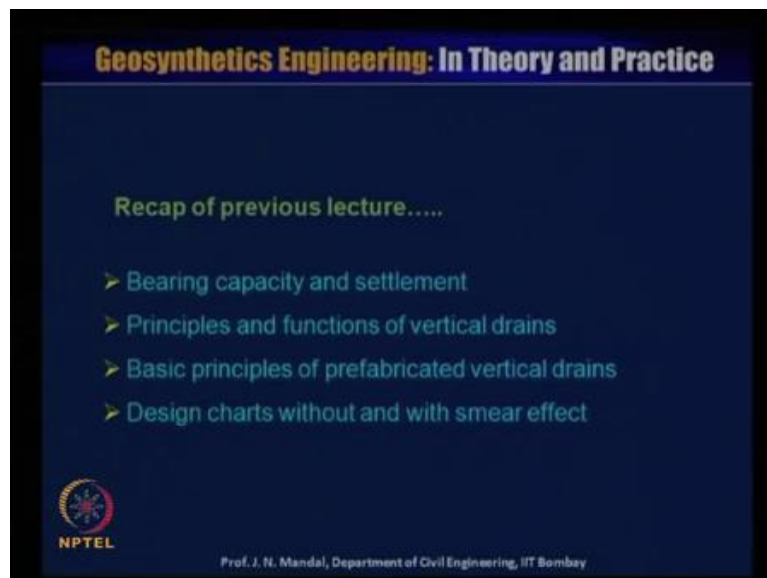 Geosynthetics Engineering: In Theory and Practice
Recap of previous lecture.....
➢ Bearing capacity and settlement
➢ Principles and functions of vertical drains
➢ Basic principles of prefabricated vertical drains
➢ Design charts without and with smear effect
NPTEL
Prof. J. N. Mandal, Department of Civil Engineering, IIT Bombay